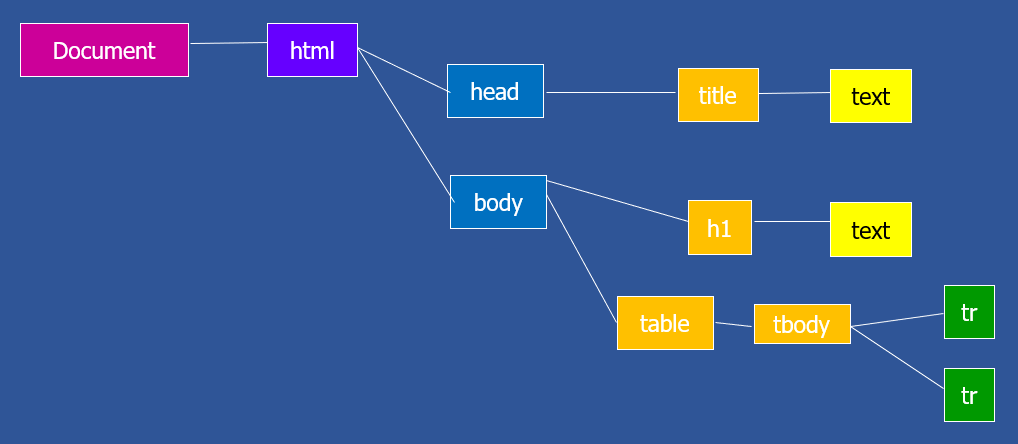 Document
html
head
title
text
body
h1
text
table
tbody
tr
tr